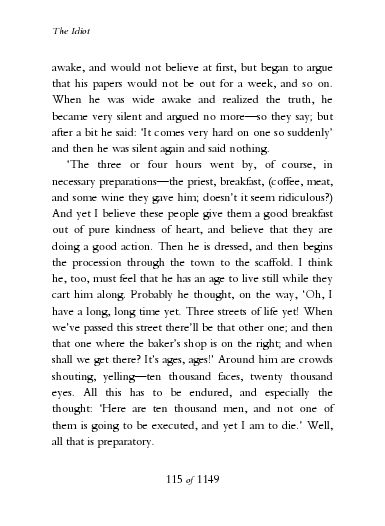 The Idiot
awake, and would not believe at first, but began to argue
that his papers would not be out for a week, and so on.
When he was wide awake and realized the truth, he
became very silent and argued no more—so they say; but
after a bit he said: ‘It comes very hard on one so suddenly’
and then he was silent again and said nothing.
‘The three or four hours went by, of course, in
necessary preparations—the priest, breakfast, (coffee, meat,
and some wine they gave him; doesn’t it seem ridiculous?)
And yet I believe these people give them a good breakfast
out of pure kindness of heart, and believe that they are
doing a good action. Then he is dressed, and then begins
the procession through the town to the scaffold. I think
he, too, must feel that he has an age to live still while they
cart him along. Probably he thought, on the way, ‘Oh, I
have a long, long time yet. Three streets of life yet! When
we’ve passed this street there’ll be that other one; and then
that one where the baker’s shop is on the right; and when
shall we get there? It’s ages, ages!’ Around him are crowds
shouting, yelling—ten thousand faces, twenty thousand
eyes. All this has to be endured, and especially the
thought: ‘Here are ten thousand men, and not one of
them is going to be executed, and yet I am to die.’ Well,
all that is preparatory.
115 of 1149